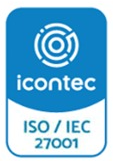 icontec
ISO / IEC
27001